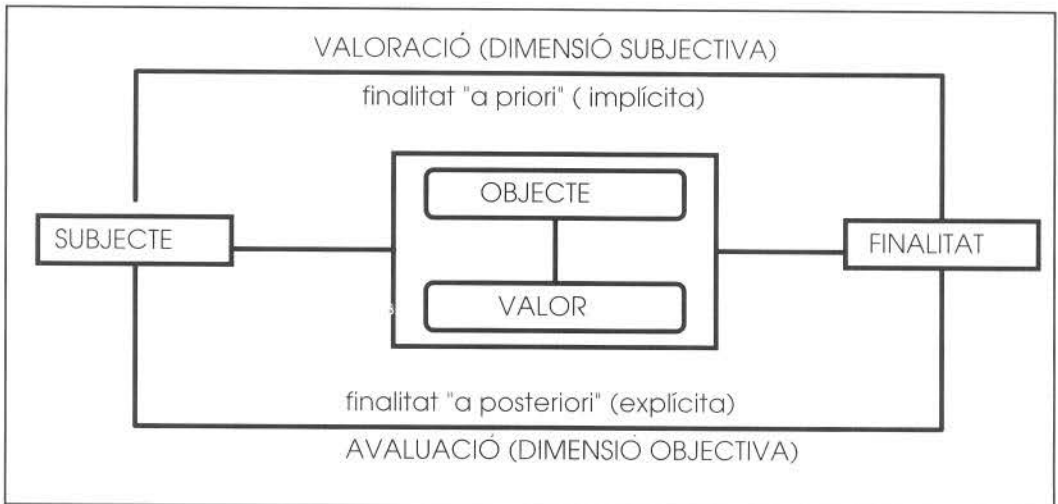 VALORACIÓ (DIMENSIÓ SUBJECTIVA)
finalitat "a priori" ( implícita)
OBJECTE
SUBJECTE
FINALITAT
VALOR
finalitat "a posteriori" (explícita)
AVALUACIÓ (DIMENSIÓ OBJECTIVA)